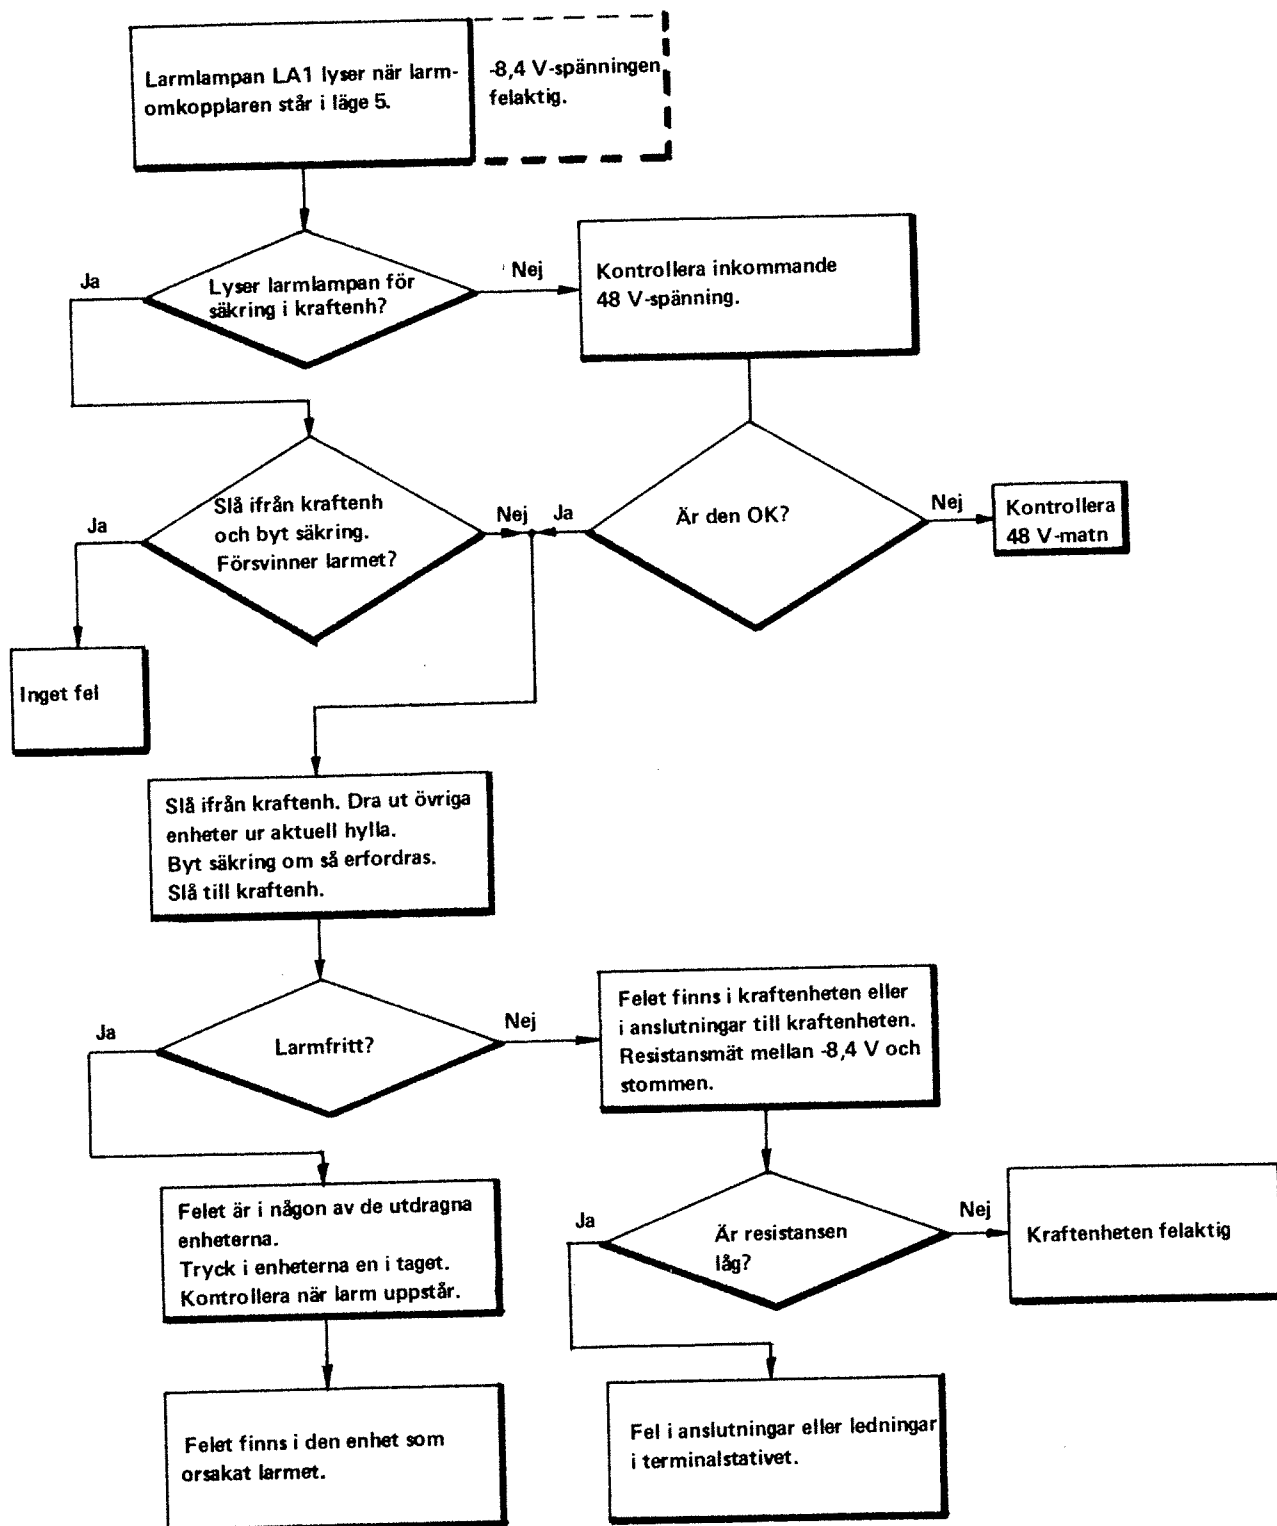 Larmlampan LA1 lyser när larm-
omkopplaren står i läge 5.
-8,4 V-spänningen
felaktig.
Ja
Lyser larmlampan för
säkring i kraftenh?
Nej
Kontrollera inkommande
48 V-spänning.
Ja
Slå ifrån kraftenh
och byt säkring.
Försvinner larmet?
Nej
Ja
Är den OK?
Nej
Kontrollera
48 V-matn
Inget fel
Slå ifrån kraftenh. Dra ut övriga
enheter ur aktuell hylla.
Byt säkring om så erfordras.
Slå till kraftenh.
Ja
Larmfritt?
Nej
Felet finns i kraftenheten eller
i anslutningar till kraftenheten.
Resistansmät mellan -8,4 V och
stommen.
Felet är i någon av de utdragna
enheterna.
Tryck i enheterna en i taget.
Kontrollera när larm uppstår.
Ja
Är resistansen
låg?
Nej
Kraftenheten felaktig
Felet finns i den enhet som
orsakat larmet.
Fel i anslutningar eller ledningar
i terminalstativet.